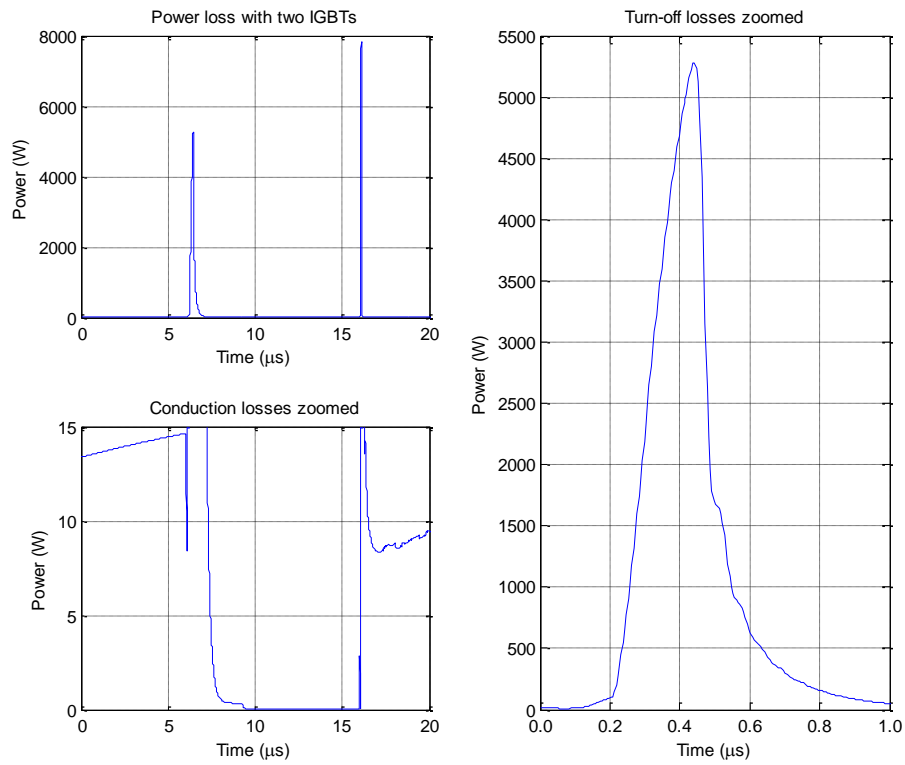 Power loss with two IGBTs
8000
6000
4000
2000
0
Power (W)
0 5 10 15 20
Time (μs)
Conduction losses zoomed
15
10
5
0
Power (W)
0 5 10 15 20
Time (μs)
Turn-off losses zoomed
5500
5000
4500
4000
3500
3000
2500
2000
1500
1000
500
0
Power (W)
0.0 0.2 0.4 0.6 0.8 1.0
Time (μs)